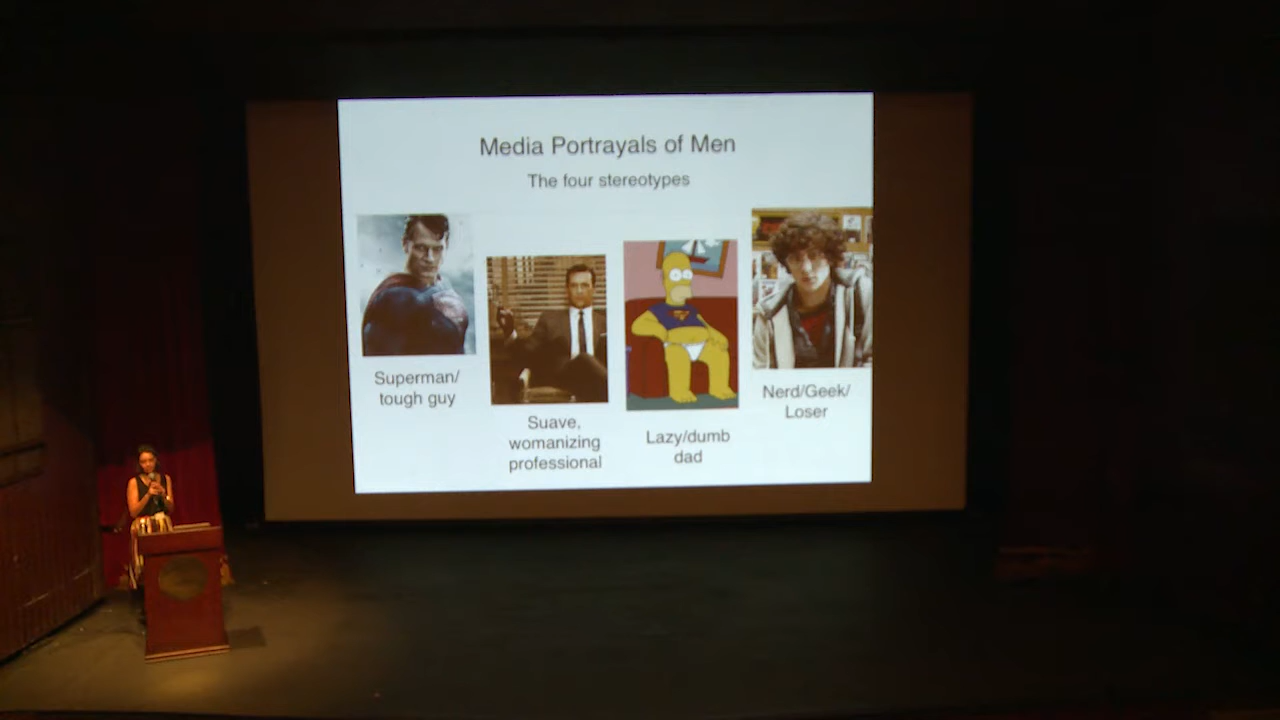 Media Portrayals of Men
The four stereotypes
Superman/
tough guy
Suave,
womanizing
professional
Lazy/dumb
dad
Nerd/Geek/
Loser